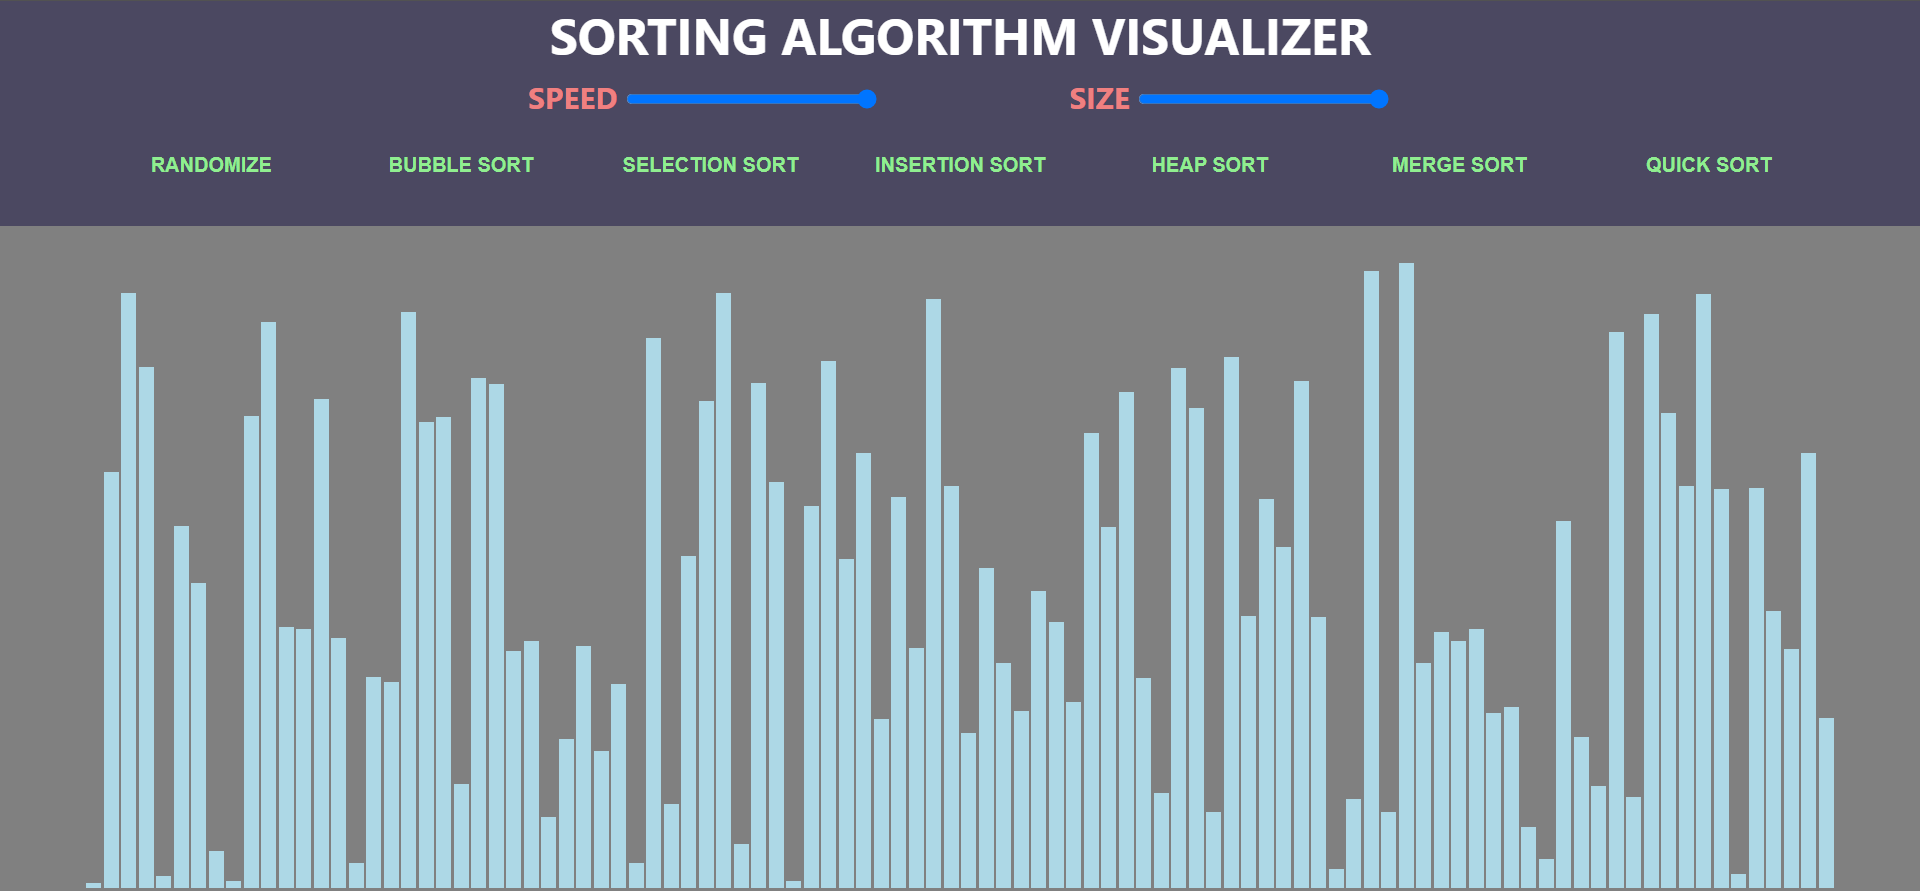 SORTING ALGORITHM VISUALIZER
SPEED SIZE
RANDOMIZE BUBBLE SORT SELECTION SORT INSERTION SORT HEAP SORT MERGE SORT QUICK SORT